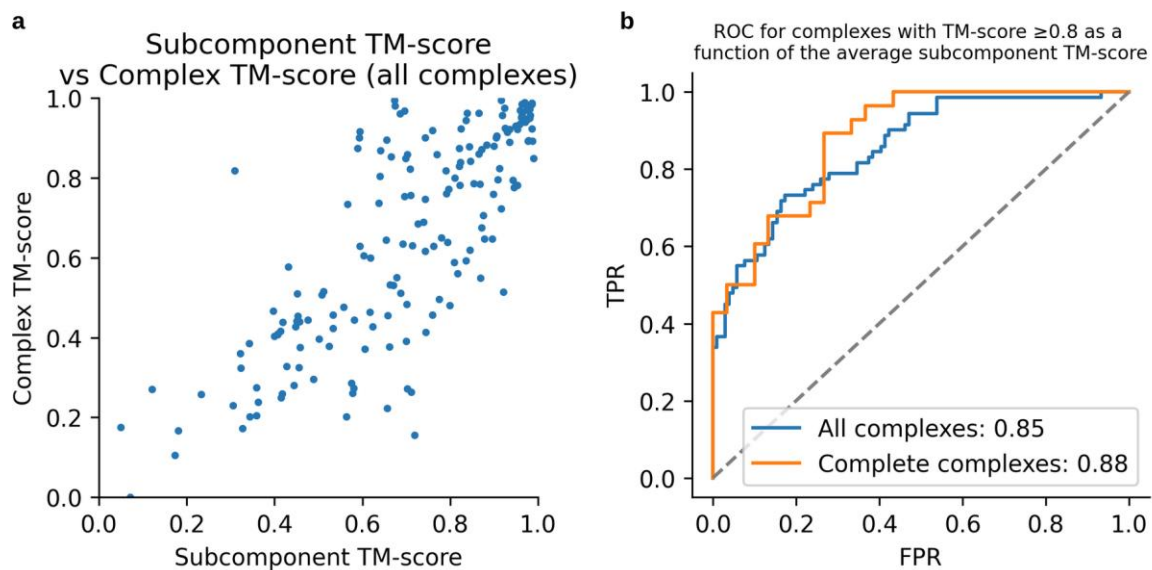 a
Subcomponent TM-score
vs Complex TM-score (all complexes)
1.0
0.8
0.6
0.4
0.2
0.0
Complex TM-score
0.0 0.2 0.4 0.6 0.8 1.0
Subcomponent TM-score
b
ROC for complexes with TM-score ≥0.8 as a
function of the average subcomponent TM-score
1.0
0.8
0.6
0.4
0.2
0.0
TPR
All complexes: 0.85
Complete complexes: 0.88
0.0 0.2 0.4 0.6 0.8 1.0
FPR